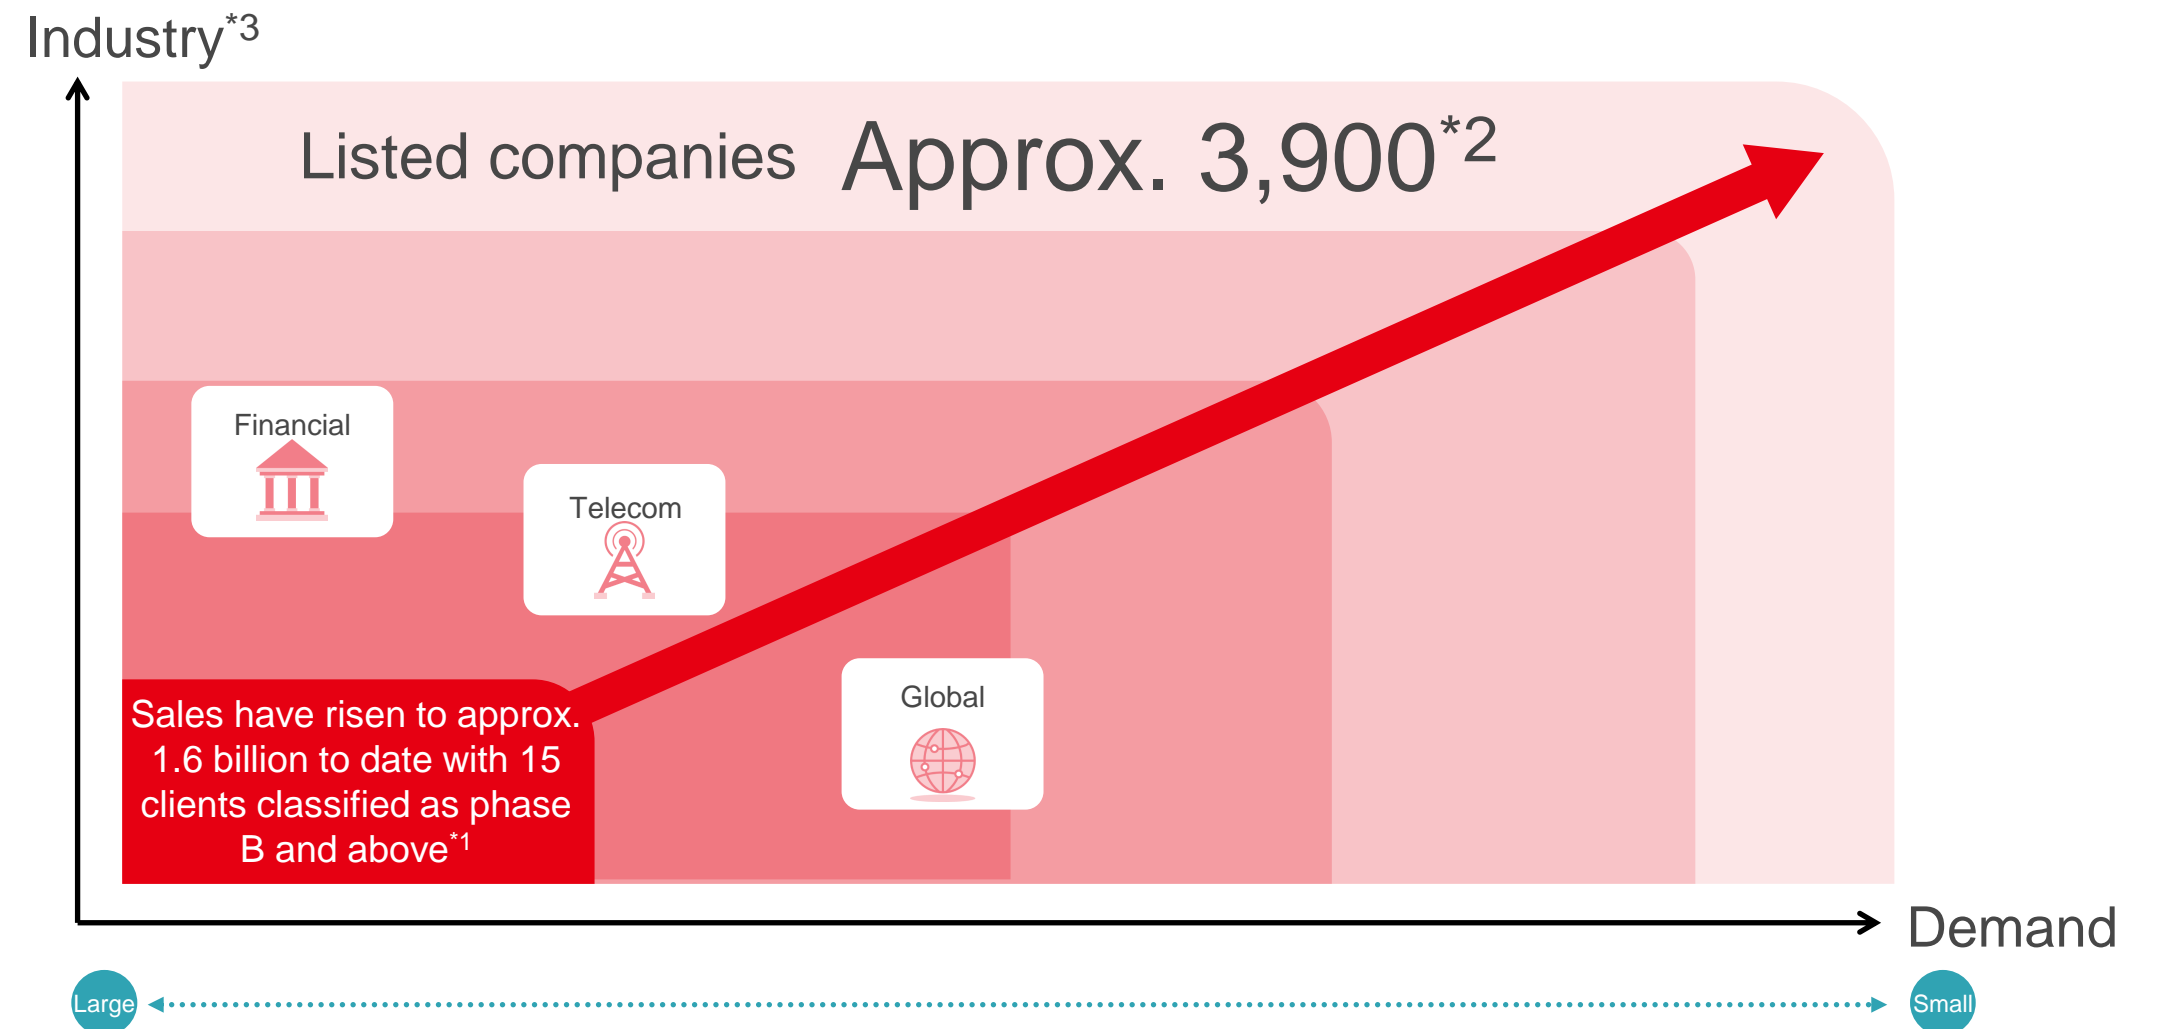 Industry*3
Listed companies Approx. 3,900*2
Financial
Telecom
Global
Sales have risen to approx.
1.6 billion to date with 15
clients classified as phase
B and above*1
Demand
Large
Small